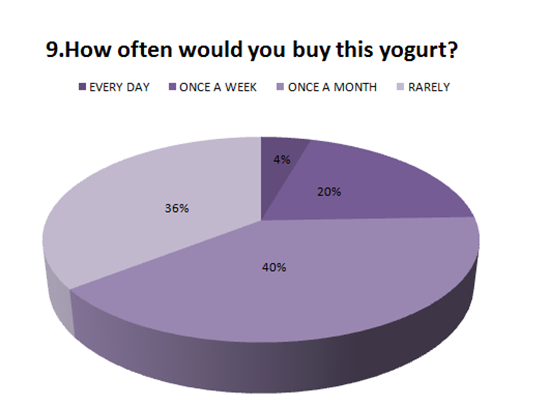 9.How often would you buy this yogurt?
EVERY DAY ONCE A WEEK ONCE A MONTH RARELY
4%
20%
36%
40%